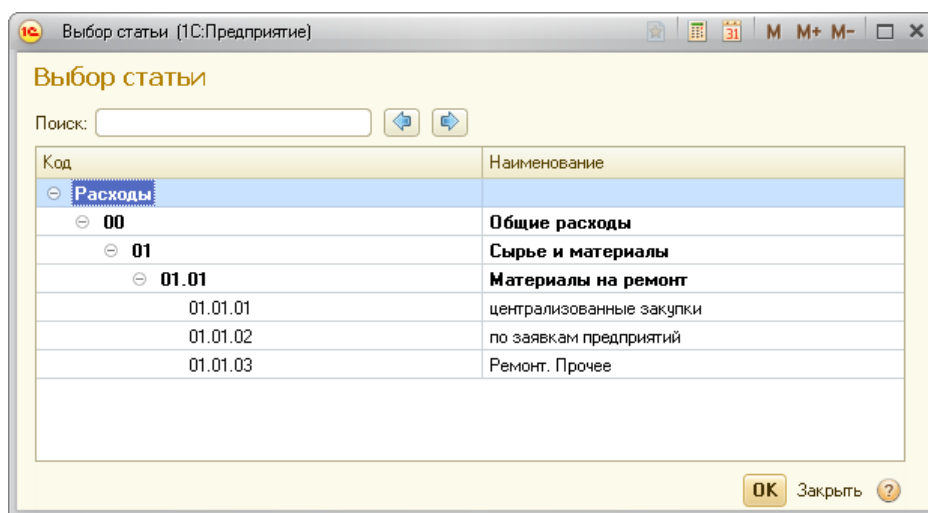 1С Выбор статьи (1С:Предприятие) 31 M M+ M-
Выбор статьи
Поиск:
Код Наименование
Расходы
00 Общие расходы
01 Сырье и материалы
01.01 Материалы на ремонт
01.01.01 централизованные закупки
01.01.02 по заявкам предприятий
01.01.03 Ремонт. Прочее
OK Закрыть ?